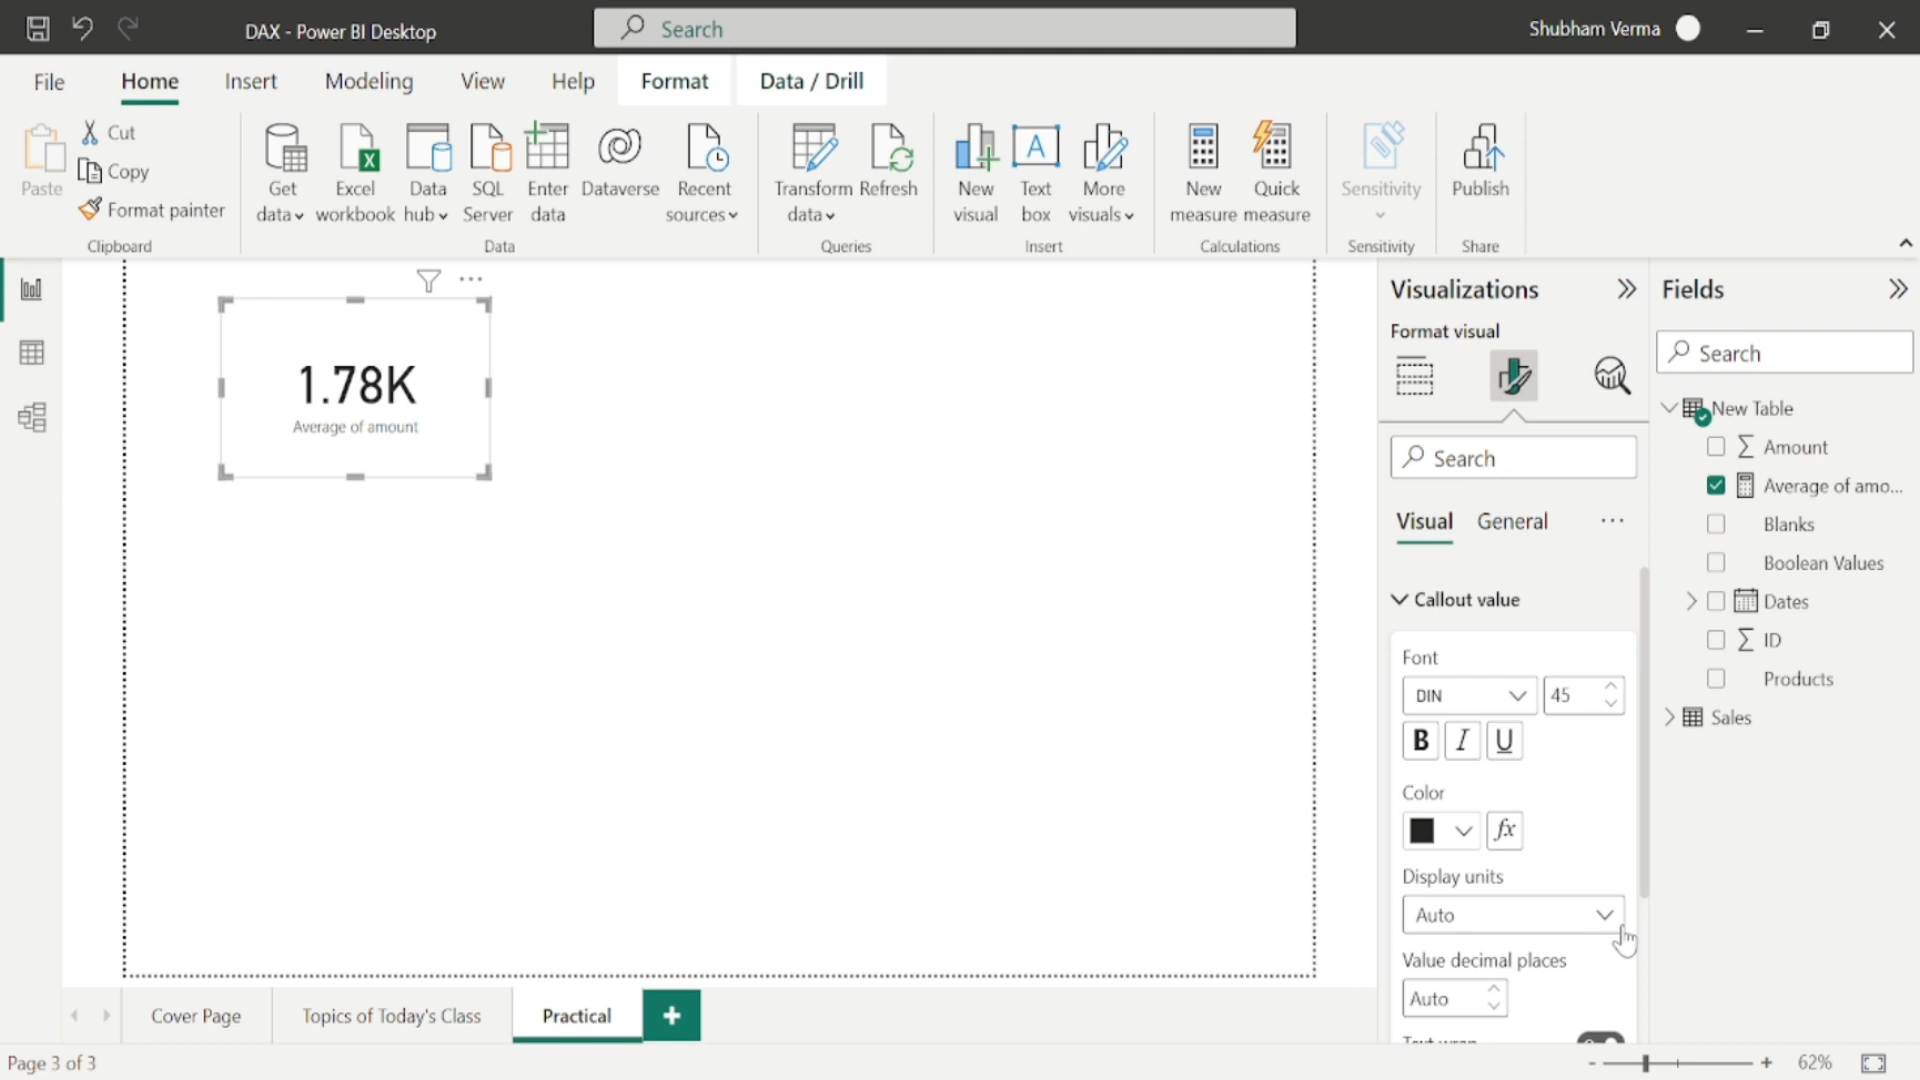 DAX - Power BI Desktop
Search
Shubham Verma
File
Home
Insert
Modeling
View
Help
Format
Data / Drill
Paste
Cut
Copy
Format painter
Clipboard
Get data
Excel workbook
Data hub
SQL Server
Enter data
Dataverse
Recent sources
Data
Transform data
Refresh
Queries
New visual
A
Text box
More visuals
Insert
New measure
Quick measure
Calculations
Sensitivity
Sensitivity
Publish
Share
1.78K
Average of amount
Visualizations
Format visual
Search
Visual
General
Callout value
Font
DIN
45
B
I
U
Color
fx
Display units
Auto
Value decimal places
Auto
Fields
Search
New Table
Amount
Average of amo...
Blanks
Boolean Values
Dates
ID
Products
Sales
Cover Page
Topics of Today's Class
Practical
Page 3 of 3
62%